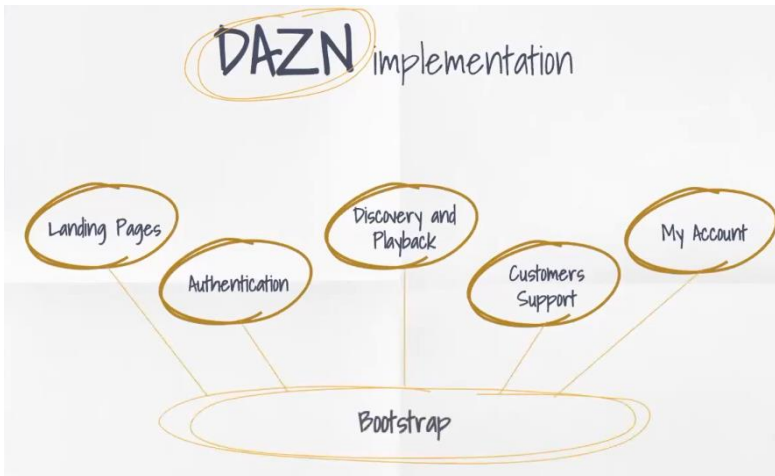 DAZN implementation
Landing Pages
Authentication
Discovery and
Playback
Customers
Support
My Account
Bootstrap